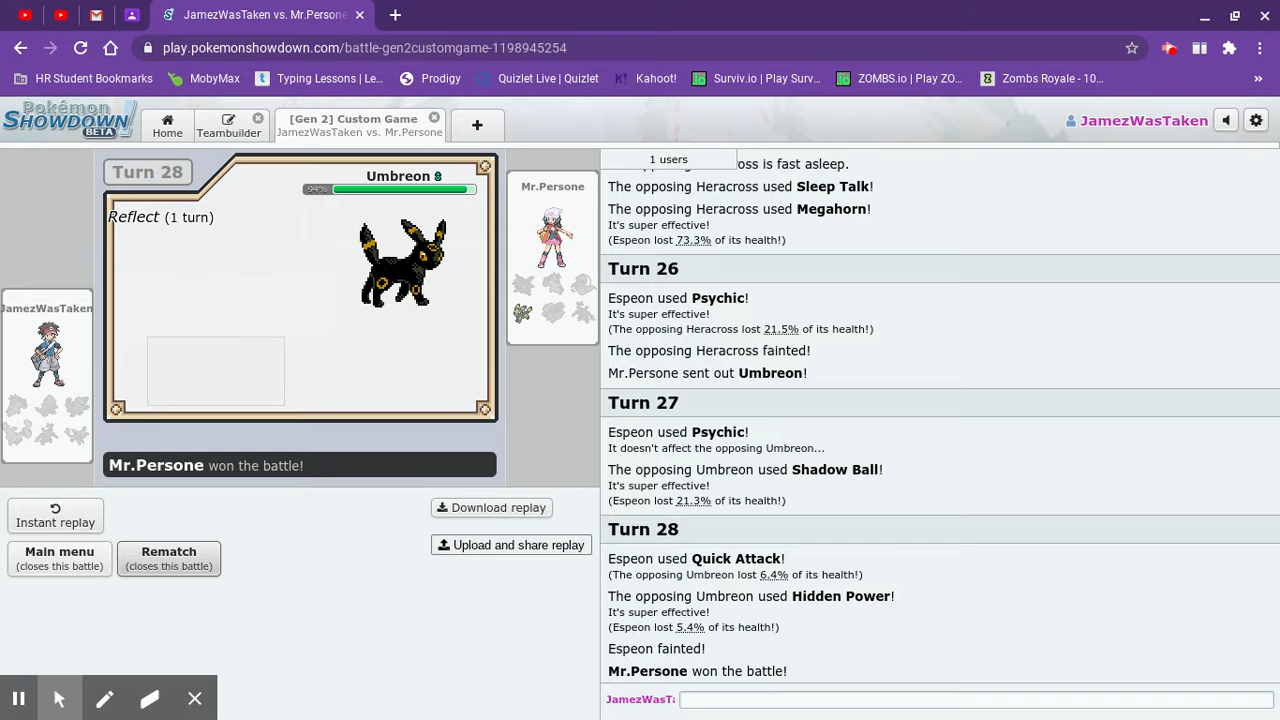 JamezWasTaken vs. Mr.Persone
play.pokemonshowdown.com/battle-gen2customgame-1198945254
HR Student Bookmarks
MobyMax
Typing Lessons | Le...
Prodigy
Quizlet Live | Quizlet
Kahoot!
Surviv.io | Play Surv...
ZOMBS.io | Play ZO...
Zombs Royale - 10...
»
Pokémon
SHOWDOWN!
BETA
Home
Teambuilder
[Gen 2] Custom Game
JamezWasTaken vs. Mr.Persone
JamezWasTaken
Turn 28
Umbreon
94%
Reflect (1 turn)
JamezWasTaken
Mr.Persone
Mr.Persone won the battle!
Instant replay
Download replay
Upload and share replay
Main menu
(closes this battle)
Rematch
(closes this battle)
1 users
oss is fast asleep.
The opposing Heracross used Sleep Talk!
The opposing Heracross used Megahorn!
It's super effective!
(Espeon lost 73.3% of its health!)
Turn 26
Espeon used Psychic!
It's super effective!
(The opposing Heracross lost 21.5% of its health!)
The opposing Heracross fainted!
Mr.Persone sent out Umbreon!
Turn 27
Espeon used Psychic!
It doesn't affect the opposing Umbreon...
The opposing Umbreon used Shadow Ball!
It's super effective!
(Espeon lost 21.3% of its health!)
Turn 28
Espeon used Quick Attack!
(The opposing Umbreon lost 6.4% of its health!)
The opposing Umbreon used Hidden Power!
It's super effective!
(Espeon lost 5.4% of its health!)
Espeon fainted!
Mr.Persone won the battle!
JamezWasTa